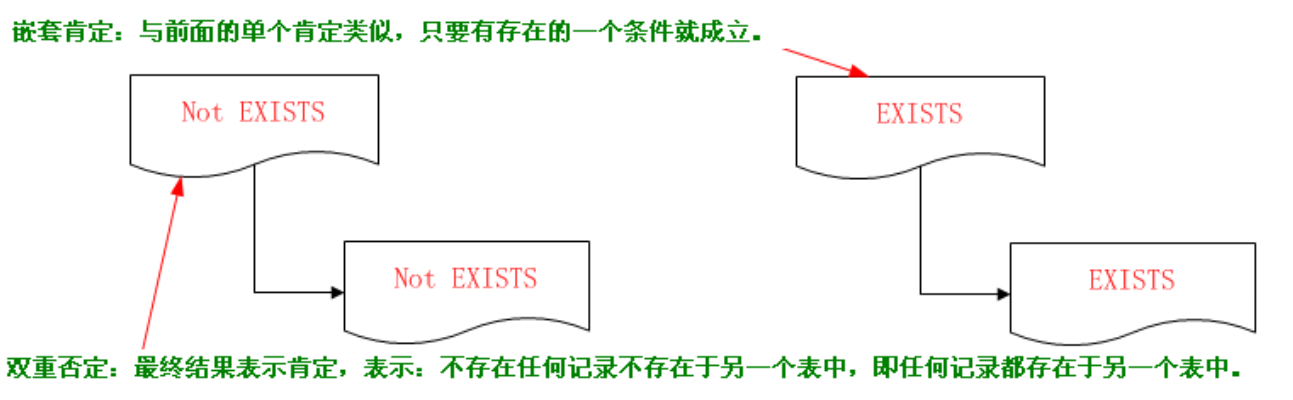 嵌套肯定：与前面的单个肯定类似，只要有存在的一个条件就成立。
Not EXISTS
EXISTS
Not EXISTS
EXISTS
双重否定：最终结果表示肯定，表示：不存在任何记录不存在于另一个表中，即任何记录都存在于另一个表中。